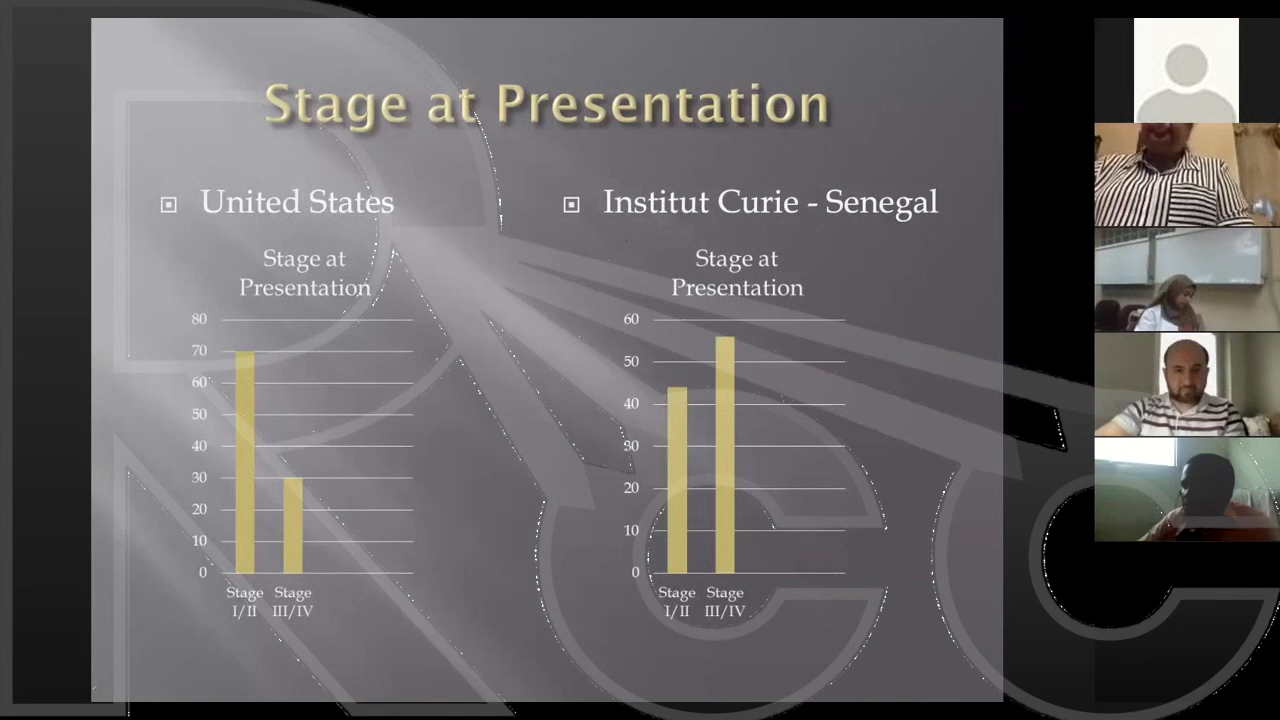 Stage at Presentation
United States
Stage at
Presentation
80
70
60
50
40
30
20
10
0
Stage
I/II
Stage
III/IV
Institut Curie - Senegal
Stage at
Presentation
60
50
40
30
20
10
0
Stage
I/II
Stage
III/IV
RCC